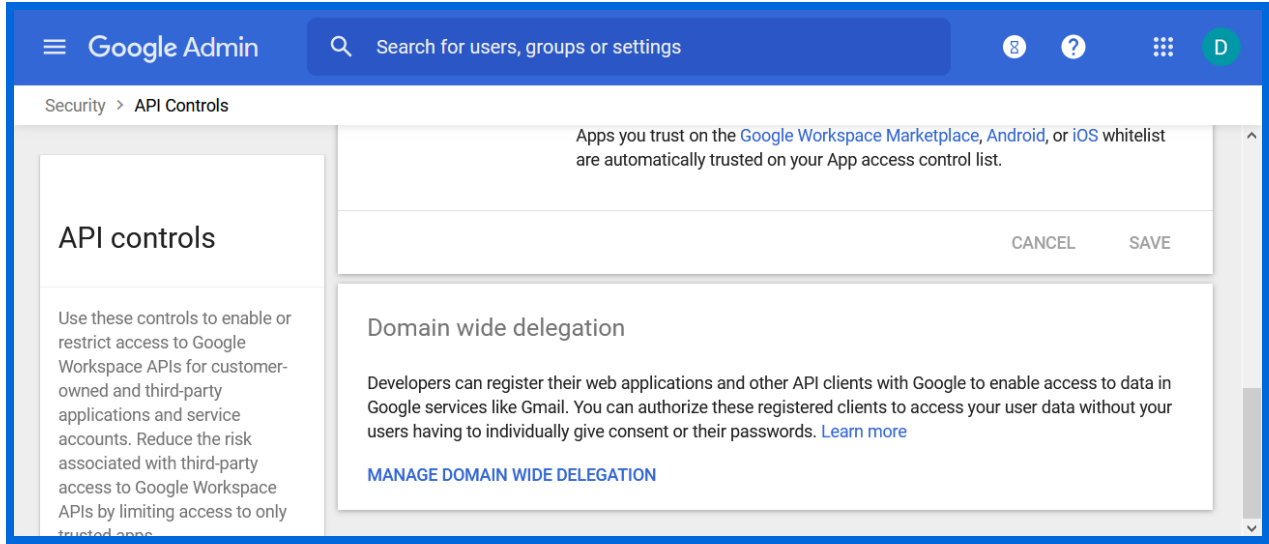 Google Admin
Search for users, groups or settings
D
Security > API Controls
Apps you trust on the Google Workspace Marketplace, Android, or iOS whitelist
are automatically trusted on your App access control list.
CANCEL SAVE
API controls
Use these controls to enable or
restrict access to Google
Workspace APIs for customer-
owned and third-party
applications and service
accounts. Reduce the risk
associated with third-party
access to Google Workspace
APIs by limiting access to only
trusted apps.
Domain wide delegation
Developers can register their web applications and other API clients with Google to enable access to data in
Google services like Gmail. You can authorize these registered clients to access your user data without your
users having to individually give consent or their passwords. Learn more
MANAGE DOMAIN WIDE DELEGATION